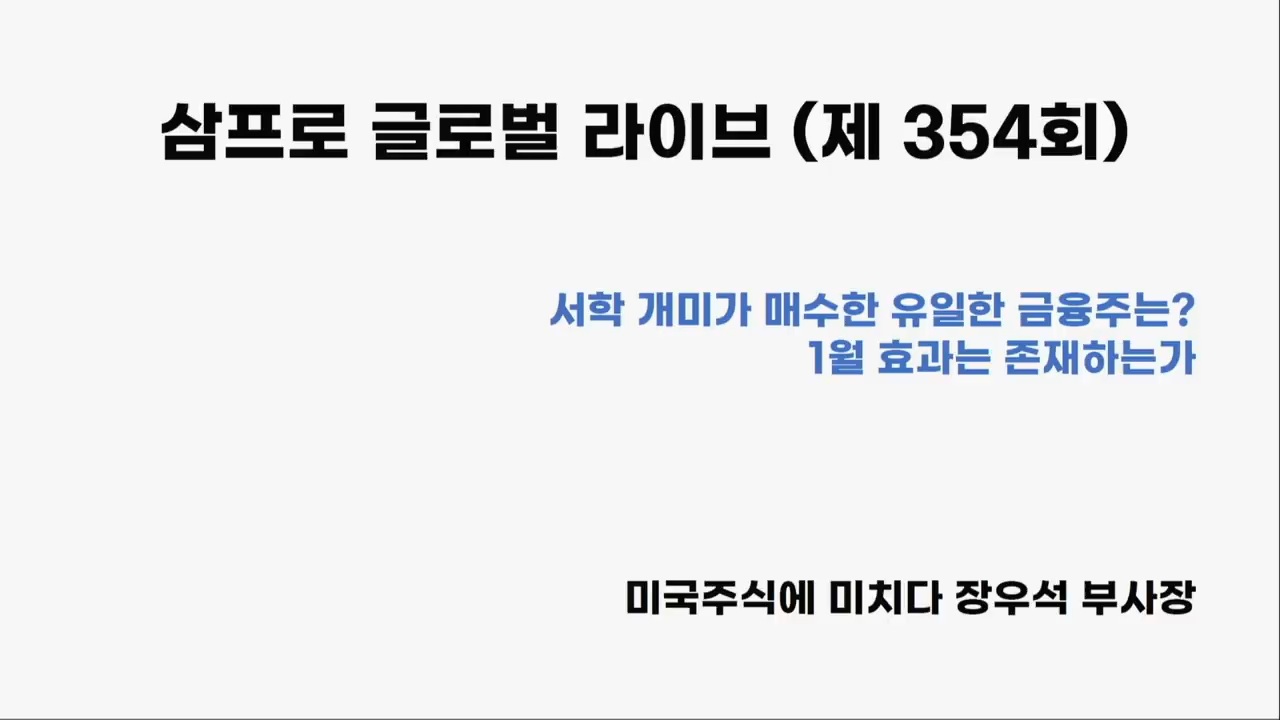 삼프로 글로벌 라이브 (제 354회)
서학 개미가 매수한 유일한 금융주는?
1월 효과는 존재하는가
미국주식에 미치다 장우석 부사장